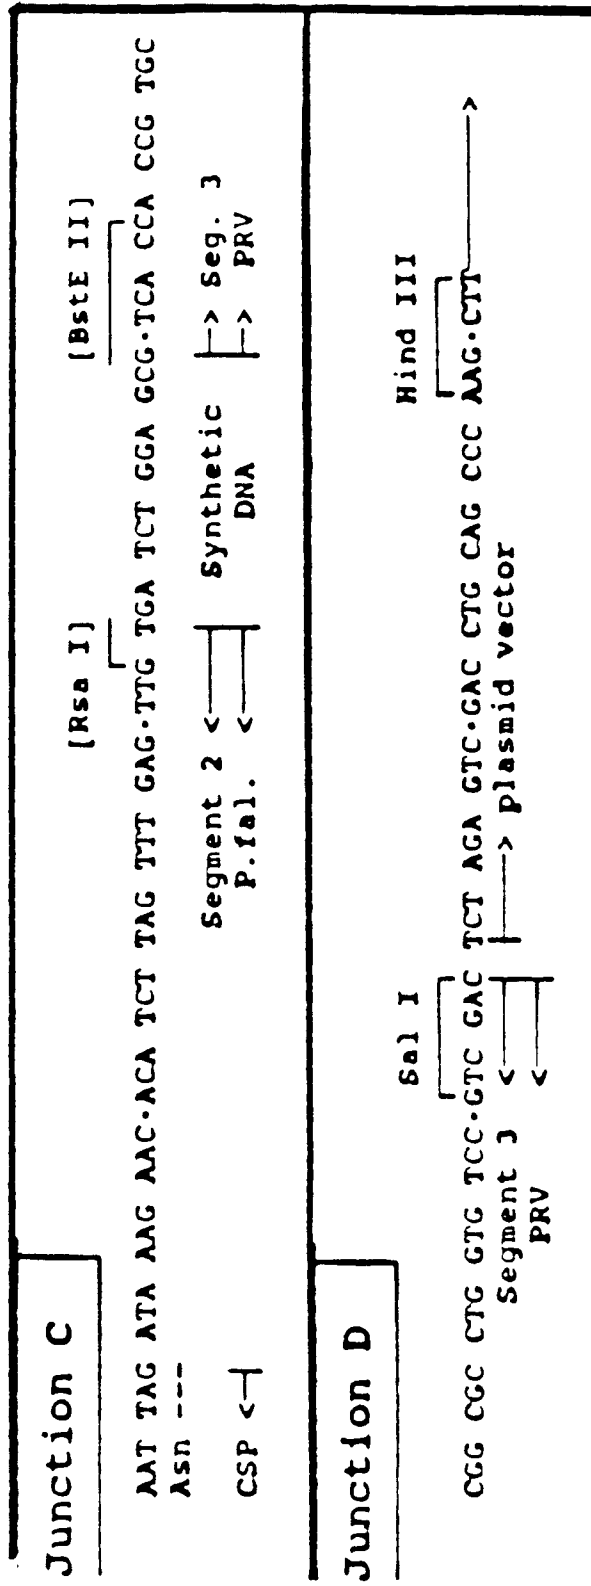 Junction C
[Rsa I] [BstE II]
AAT TAG ATA AAG AAC·ACA TCT TAG TTT GAG·TTG TGA TCT GGA GCG·TCA CCA CCG TGC
Asn ---
CSP <
Segment 2 < Synthetic > Seg. 3
P.fal. < DNA > PRV
Junction D
Sal I Hind III
CGG CGC CTG GTG TCC·GTC GAC TCT AGA GTC·GAC CTG CAG CCC AAG·CTT
Segment 3 < > plasmid vector
PRV <